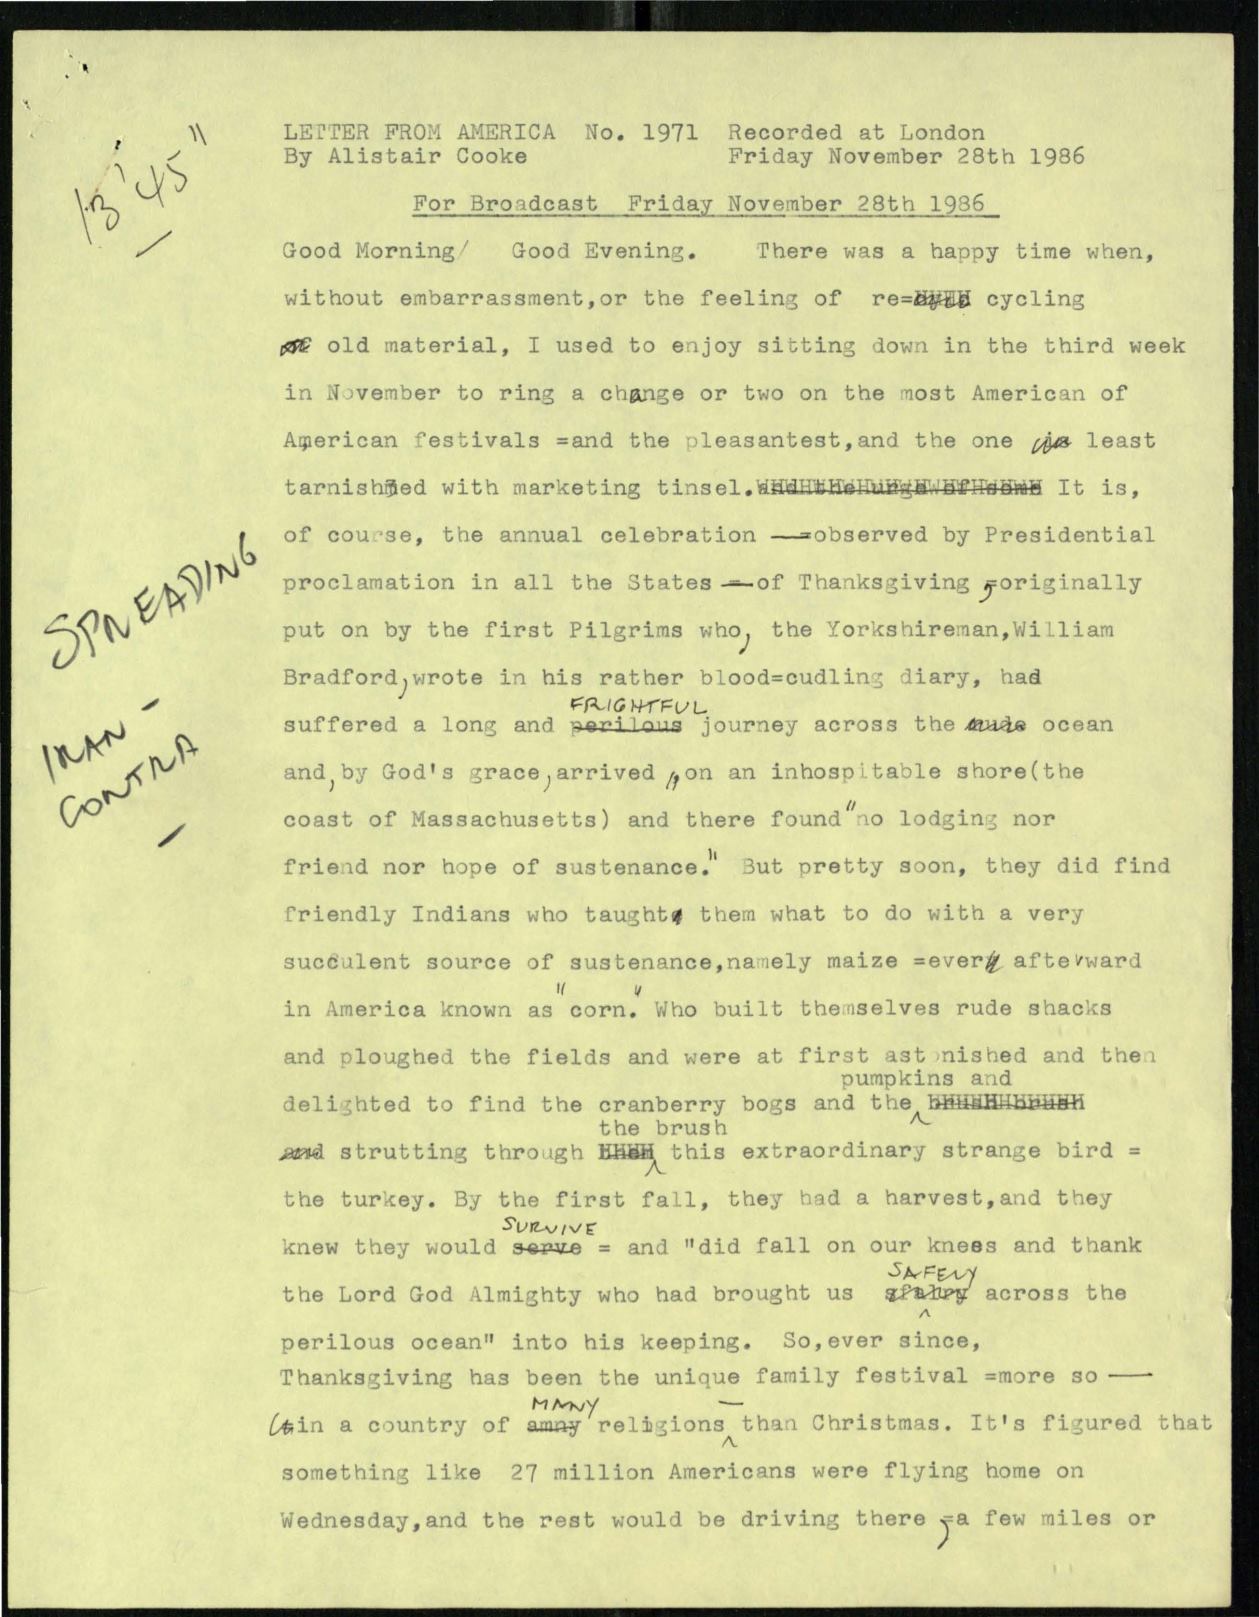 13' 45"
LETTER FROM AMERICA No. 1971 Recorded at London
By Alistair Cooke Friday November 28th 1986
For Broadcast Friday November 28th 1986
Good Morning/ Good Evening. There was a happy time when,
without embarrassment,or the feeling of re= cycling
old material, I used to enjoy sitting down in the third week
in November to ring a change or two on the most American of
American festivals =and the pleasantest,and the one least
tarnished with marketing tinsel. and the urge of some It is,
of course, the annual celebration —=observed by Presidential
proclamation in all the States =—of Thanksgiving ,originally
put on by the first Pilgrims who, the Yorkshireman,William
Bradford,wrote in his rather blood=cudling diary, had
FRIGHTFUL
suffered a long and perilous journey across the ocean
and,by God's grace,arrived ,on an inhospitable shore(the
coast of Massachusetts) and there found"no lodging nor
friend nor hope of sustenance." But pretty soon, they did find
friendly Indians who taught them what to do with a very
succulent source of sustenance,namely maize =ever afterward
in America known as "corn." Who built themselves rude shacks
and ploughed the fields and were at first astonished and then
pumpkins and
delighted to find the cranberry bogs and the brush brush
the brush
and strutting through this extraordinary strange bird =
the turkey. By the first fall, they had a harvest,and they
SURVIVE
knew they would serve = and "did fall on our knees and thank
SAFELY
the Lord God Almighty who had brought us across the
perilous ocean" into his keeping. So,ever since,
Thanksgiving has been the unique family festival =more so —
MANY
in a country of amny religions — than Christmas. It's figured that
something like 27 million Americans were flying home on
Wednesday,and the rest would be driving there ,a few miles or
SPREADING
IRAN -
CONTRA
—